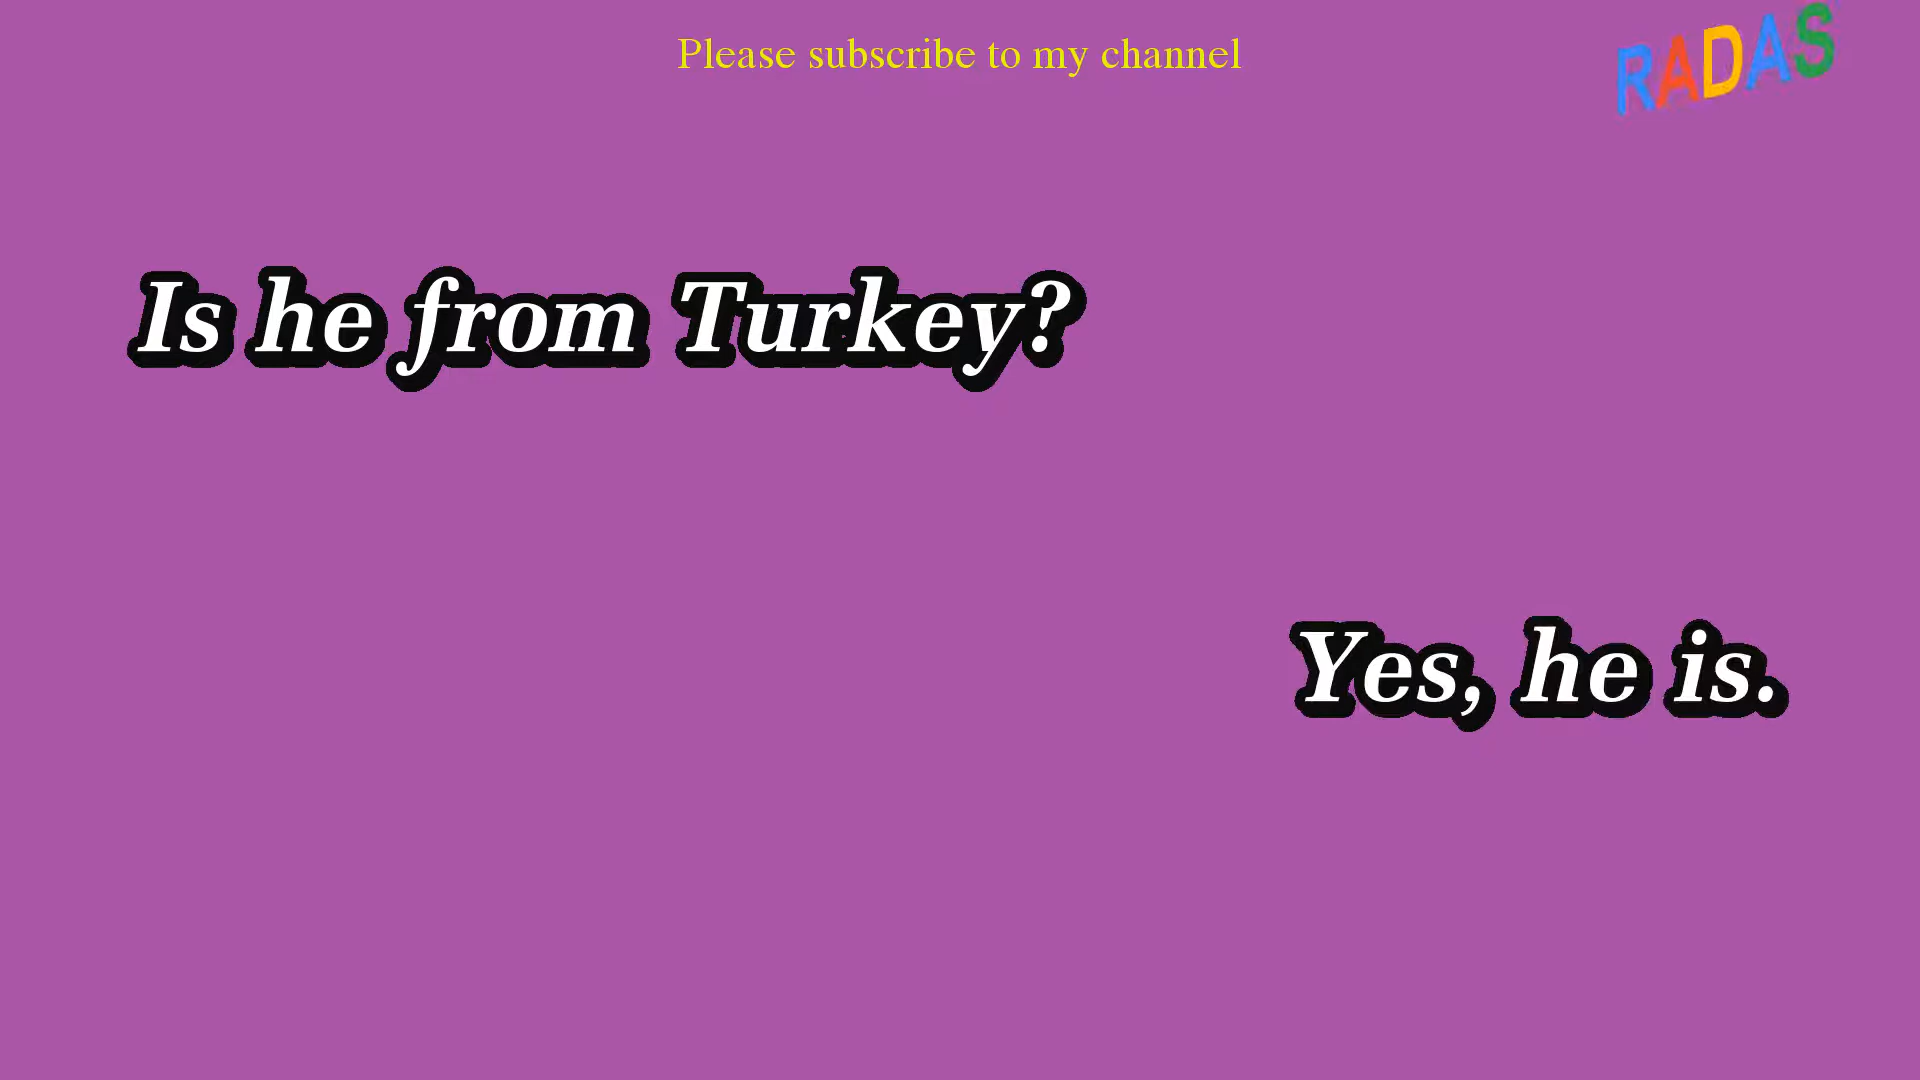 Please subscribe to my channel
RADAS
Is he from Turkey?
Yes, he is.